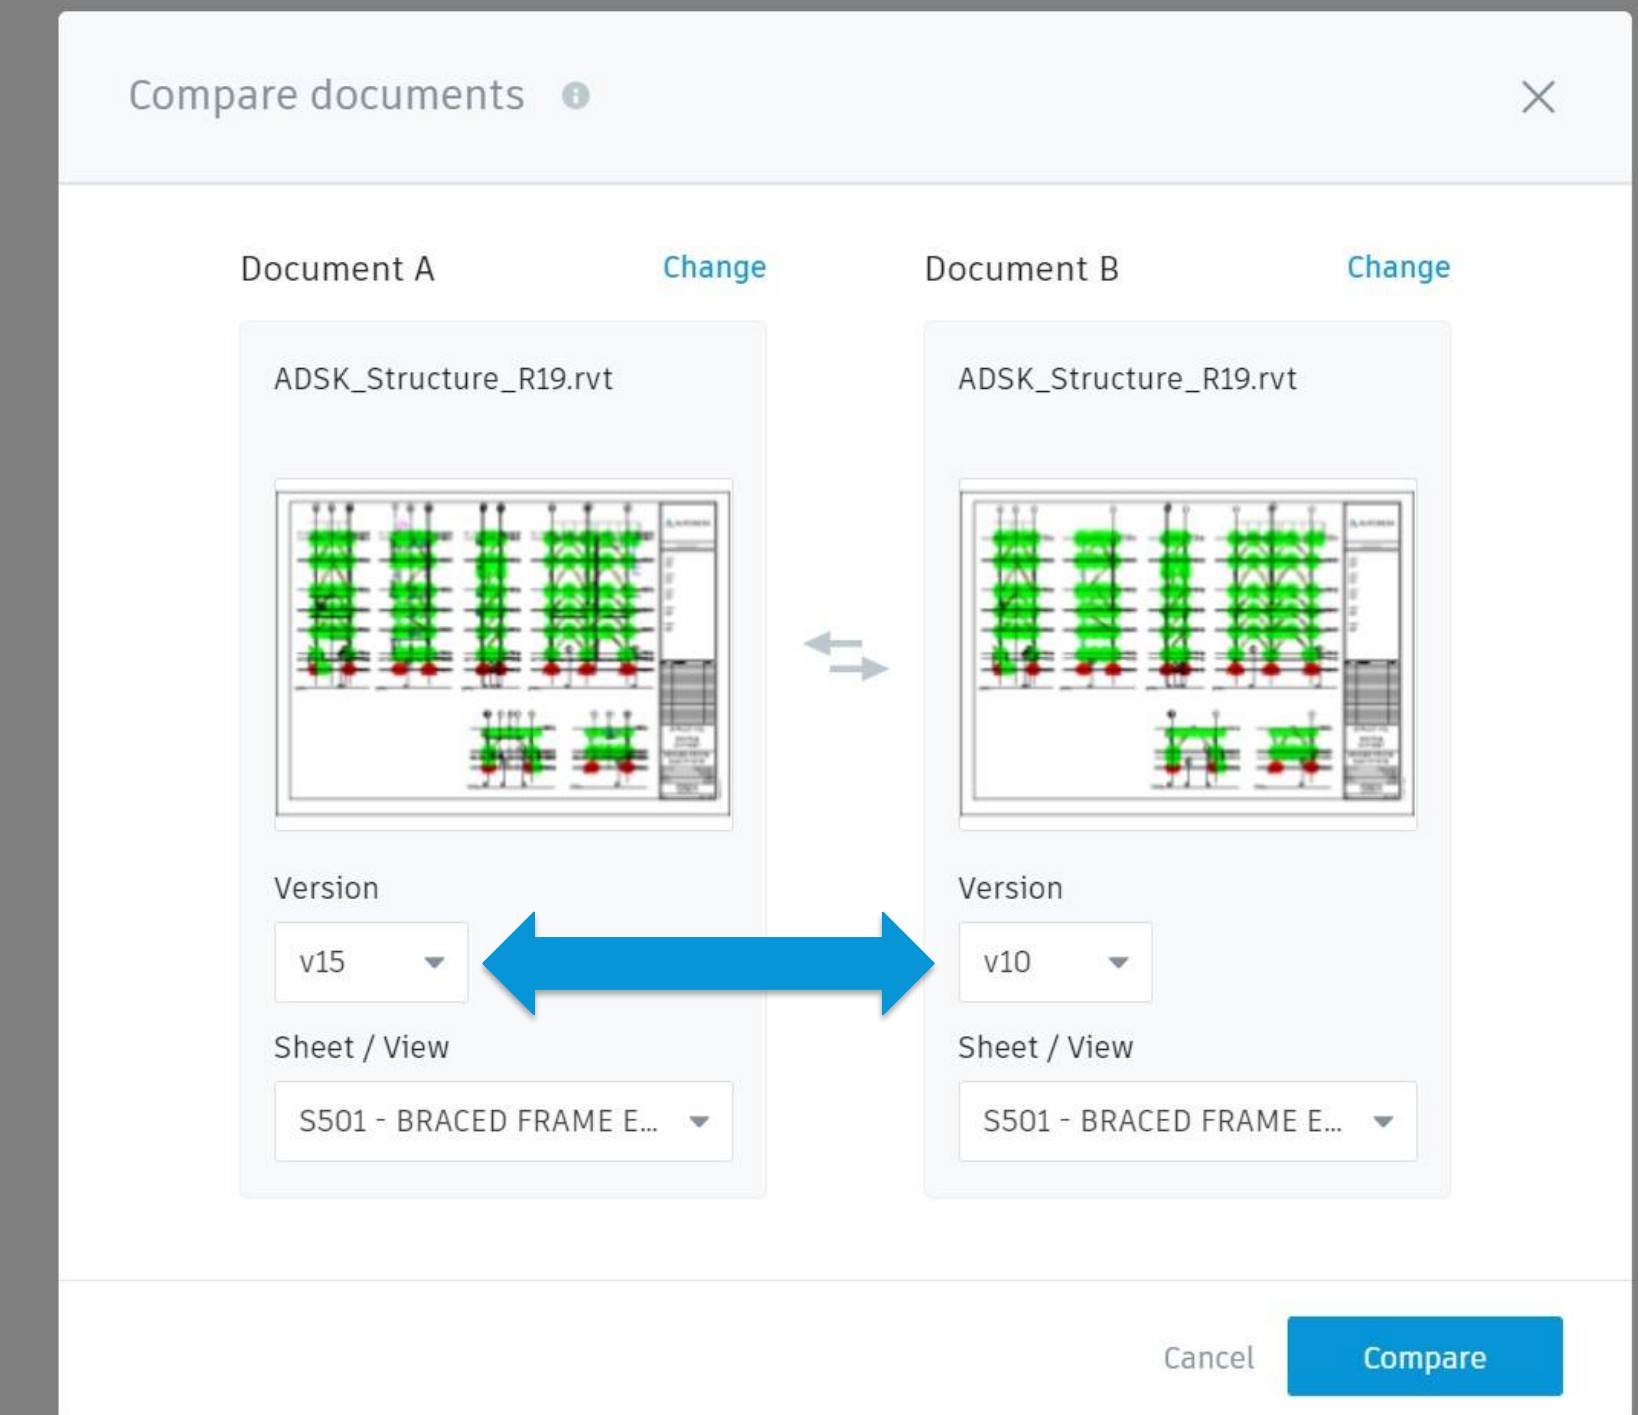 Compare documents
Document A
Change
Document B
Change
ADSK_Structure_R19.rvt
ADSK_Structure_R19.rvt
Version
Version
v15
v10
Sheet / View
Sheet / View
S501 - BRACED FRAME E...
S501 - BRACED FRAME E...
Cancel
Compare